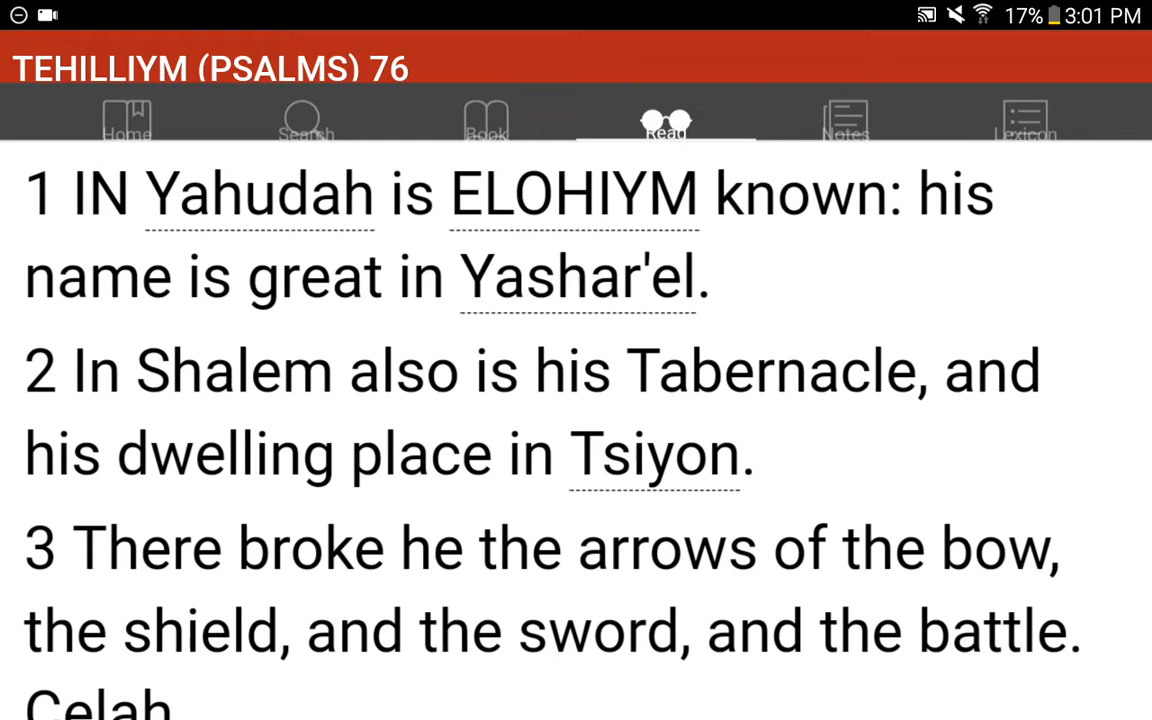 17% 3:01 PM
TEHILLIYM (PSALMS) 76
Home Search Book Read Notes Lexicon
1 IN Yahudah is ELOHIYM known: his
name is great in Yashar'el.
2 In Shalem also is his Tabernacle, and
his dwelling place in Tsiyon.
3 There broke he the arrows of the bow,
the shield, and the sword, and the battle.
Celah.